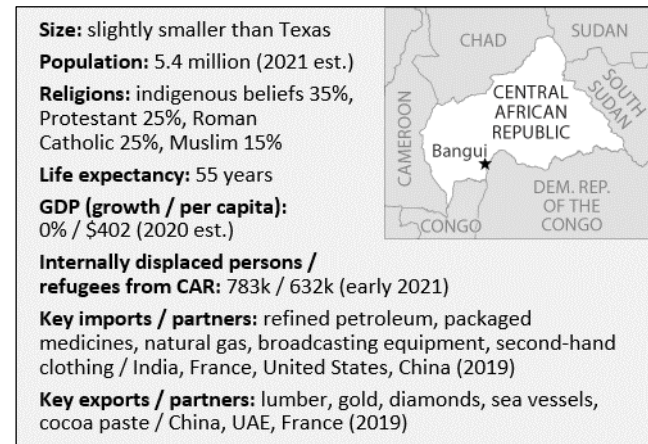 Size: slightly smaller than Texas
Population: 5.4 million (2021 est.)
Religions: indigenous beliefs 35%,
Protestant 25%, Roman
Catholic 25%, Muslim 15%
Life expectancy: 55 years
GDP (growth / per capita):
0% / $402 (2020 est.)
Internally displaced persons /
refugees from CAR: 783k / 632k (early 2021)
Key imports / partners: refined petroleum, packaged
medicines, natural gas, broadcasting equipment, second-hand
clothing / India, France, United States, China (2019)
Key exports / partners: lumber, gold, diamonds, sea vessels,
cocoa paste / China, UAE, France (2019)
SUDAN
CHAD
SOUTH
SUDAN
CENTRAL
AFRICAN
REPUBLIC
CAMEROON
Bangui
DEM. REP.
OF THE
CONGO
CONGO